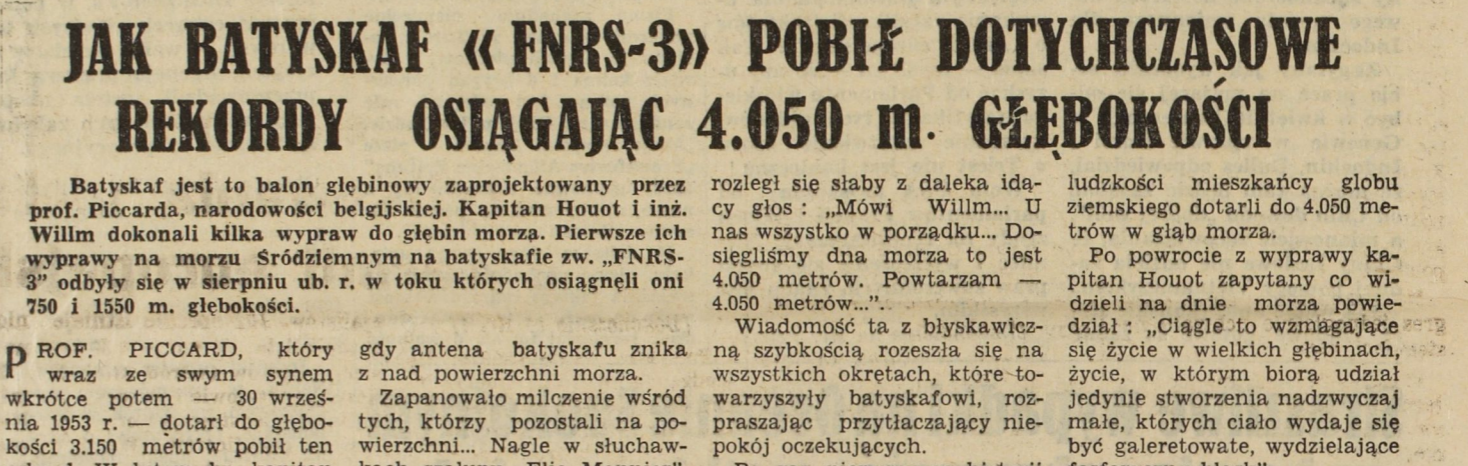 JAK BATYSKAF «FNRS-3» POBIŁ DOTYCHCZASOWE
REKORDY OSIĄGAJĄC 4.050 m. GŁĘBOKOŚCI
Batyskaf jest to balon głębinowy zaprojektowany przez
prof. Piccarda, narodowości belgijskiej. Kapitan Houot i inż.
Willm dokonali kilka wypraw do głębin morza. Pierwsze ich
wyprawy na morzu Śródziemnym na batyskafie zw. „FNRS-
3” odbyły się w sierpniu ub. r. w toku których osiągnęli oni
750 i 1550 m. głębokości.
PROF. PICCARD, który
wraz ze swym synem
wkrótce potem — 30 wrześ-
nia 1953 r. — dotarł do głębo-
kości 3.150 metrów pobił ten
gdy antena batyskafu znika
z nad powierzchni morza.
Zapanowało milczenie wśród
tych, którzy pozostali na po-
wierzchni... Nagle w słuchaw-
rozległ się słaby z daleka idą-
cy głos : „Mówi Willm... U
nas wszystko w porządku... Do-
sięgliśmy dna morza to jest
4.050 metrów. Powtarzam —
4.050 metrów...”.
Wiadomość ta z błyskawicz-
ną szybkością rozeszła się na
wszystkich okrętach, które to-
warzyszyły batyskafowi, roz-
praszając przytłaczający nie-
pokój oczekujących.
ludzkości mieszkańcy globu
ziemskiego dotarli do 4.050 me-
trów w głąb morza.
Po powrocie z wyprawy ka-
pitan Houot zapytany co wi-
dzieli na dnie morza powie-
dział : „Ciągle to wzmagające
się życie w wielkich głębinach,
życie, w którym biorą udział
jedynie stworzenia nadzwyczaj
małe, których ciało wydaje się
być galeretowate, wydzielające